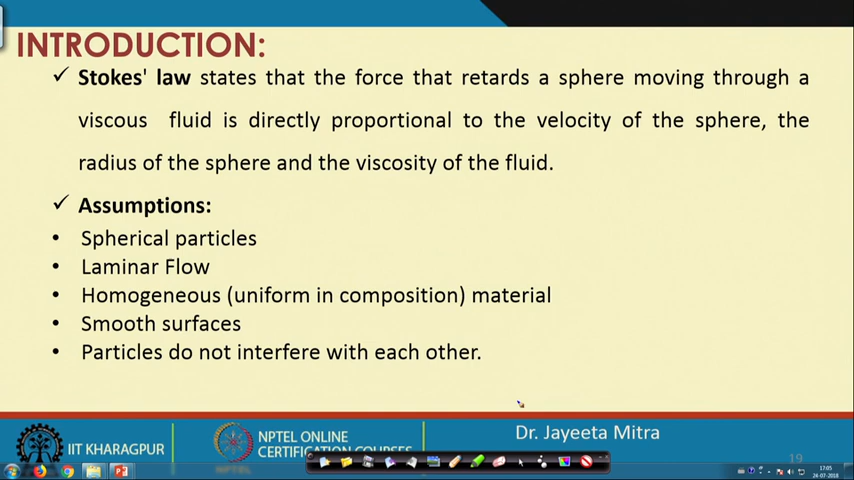 INTRODUCTION:
✓ Stokes' law states that the force that retards a sphere moving through a
viscous fluid is directly proportional to the velocity of the sphere, the
radius of the sphere and the viscosity of the fluid.
✓ Assumptions:
• Spherical particles
• Laminar Flow
• Homogeneous (uniform in composition) material
• Smooth surfaces
• Particles do not interfere with each other.
IIT KHARAGPUR
NPTEL ONLINE
CERTIFICATION COURSES
NPTEL
Dr. Jayeeta Mitra
19
17:05
24-07-2018